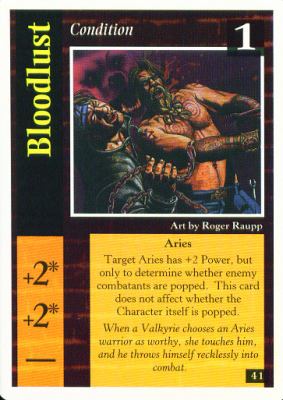 Bloodlust
Condition
1
Art by Roger Raupp
+2*
+2*
—
Aries
Target Aries has +2 Power, but
only to determine whether enemy
combatants are popped. This card
does not affect whether the
Character itself is popped.
When a Valkyrie chooses an Aries
warrior as worthy, she touches him,
and he throws himself recklessly into
combat.
41